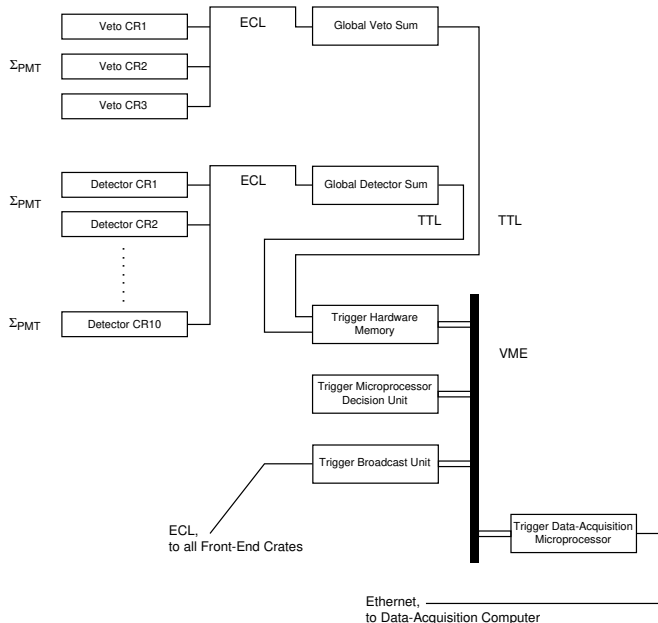 Veto CR1
ECL
Global Veto Sum
ΣPMT
Veto CR2
Veto CR3
Detector CR1
ECL
Global Detector Sum
ΣPMT
Detector CR2
TTL
TTL
ΣPMT
Detector CR10
Trigger Hardware
Memory
VME
Trigger Microprocessor
Decision Unit
Trigger Broadcast Unit
ECL,
to all Front-End Crates
Trigger Data-Acquisition
Microprocessor
Ethernet,
to Data-Acquisition Computer